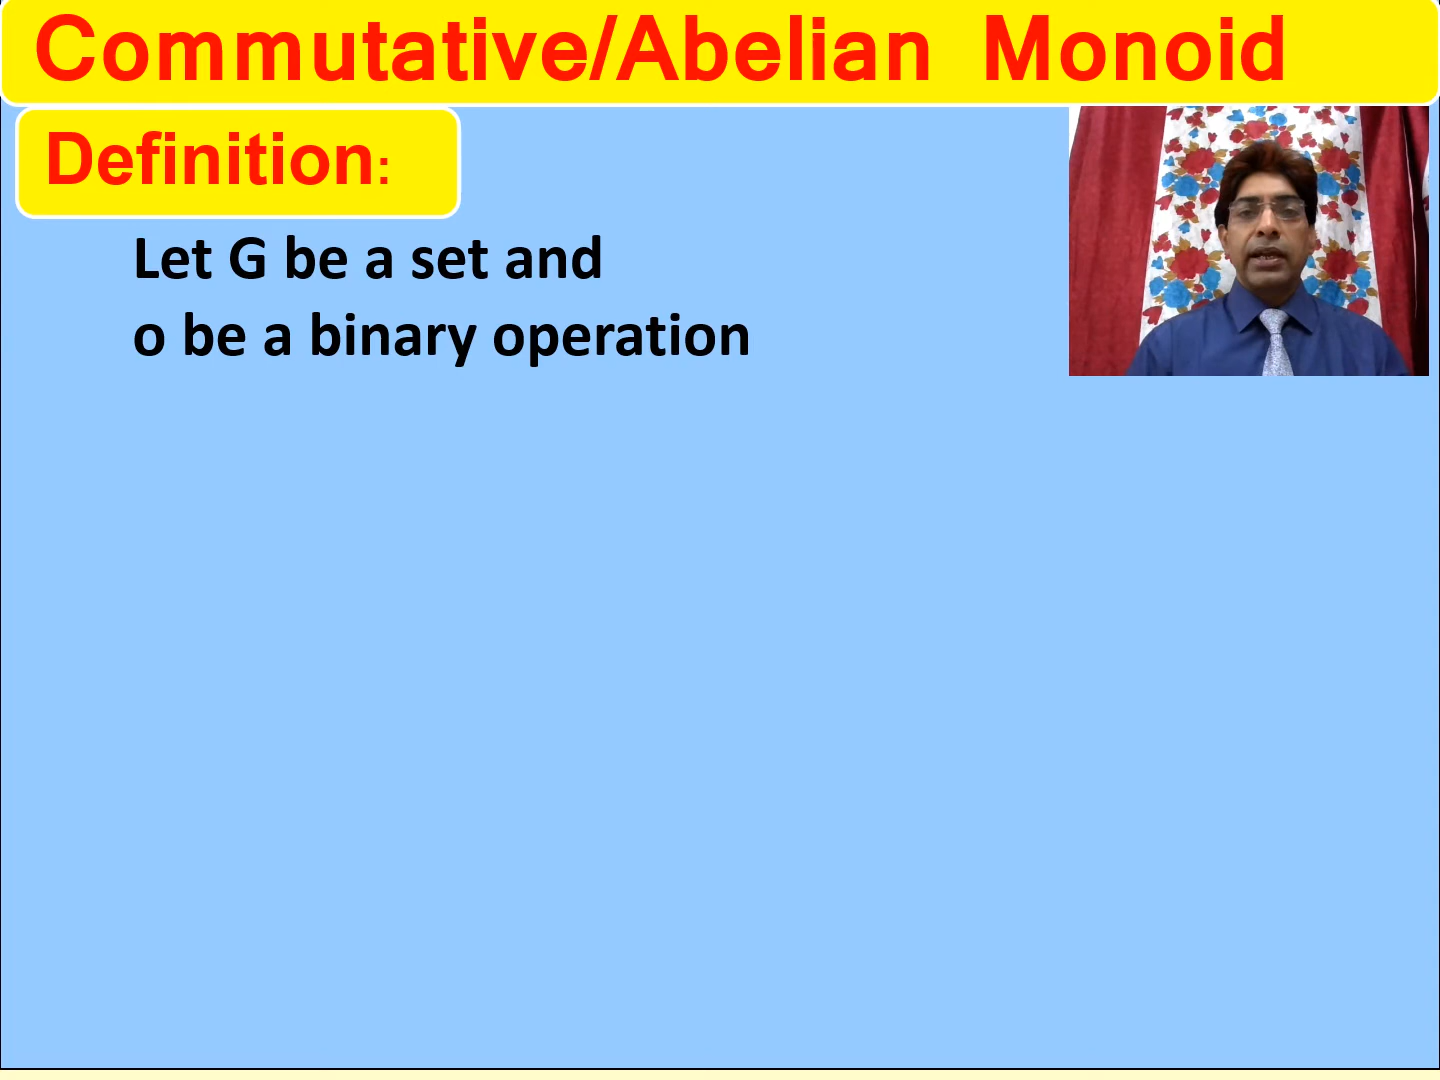 Commutative/Abelian Monoid
Definition:
Let G be a set and
o be a binary operation